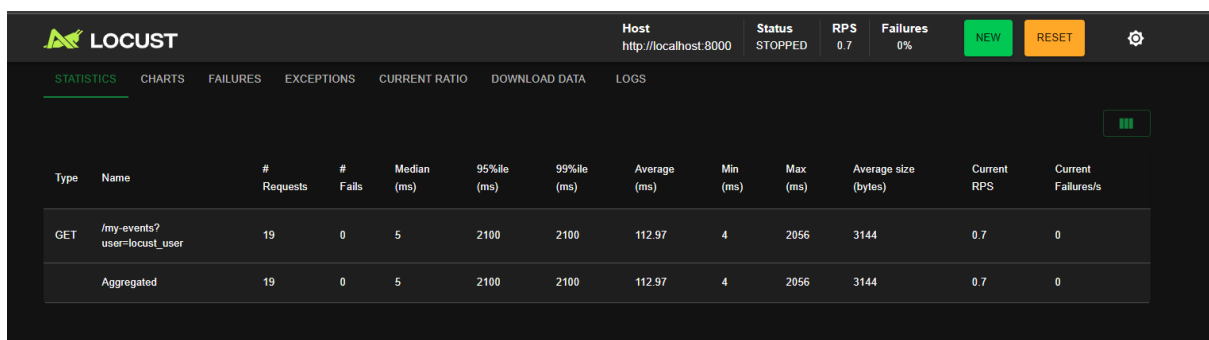 LOCUST
Host
http://localhost:8000
Status
STOPPED
RPS
0.7
Failures
0%
NEW
RESET
STATISTICS CHARTS FAILURES EXCEPTIONS CURRENT RATIO DOWNLOAD DATA LOGS
Type Name # Requests # Fails Median (ms) 95%ile (ms) 99%ile (ms) Average (ms) Min (ms) Max (ms) Average size (bytes) Current RPS Current Failures/s
GET /my-events?user=locust_user 19 0 5 2100 2100 112.97 4 2056 3144 0.7 0
Aggregated 19 0 5 2100 2100 112.97 4 2056 3144 0.7 0